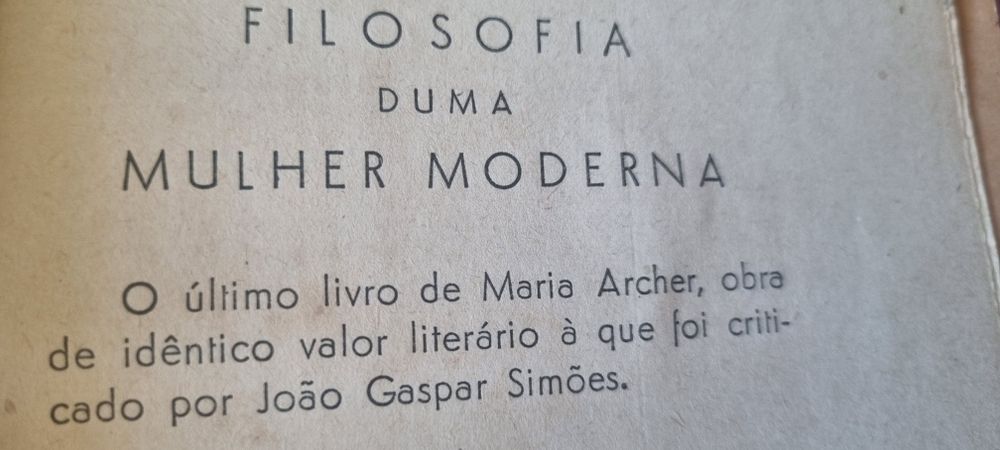 FILOSOFIA
DUMA
MULHER MODERNA
O último livro de Maria Archer, obra
de idêntico valor literário à que foi criti-
cado por João Gaspar Simões.